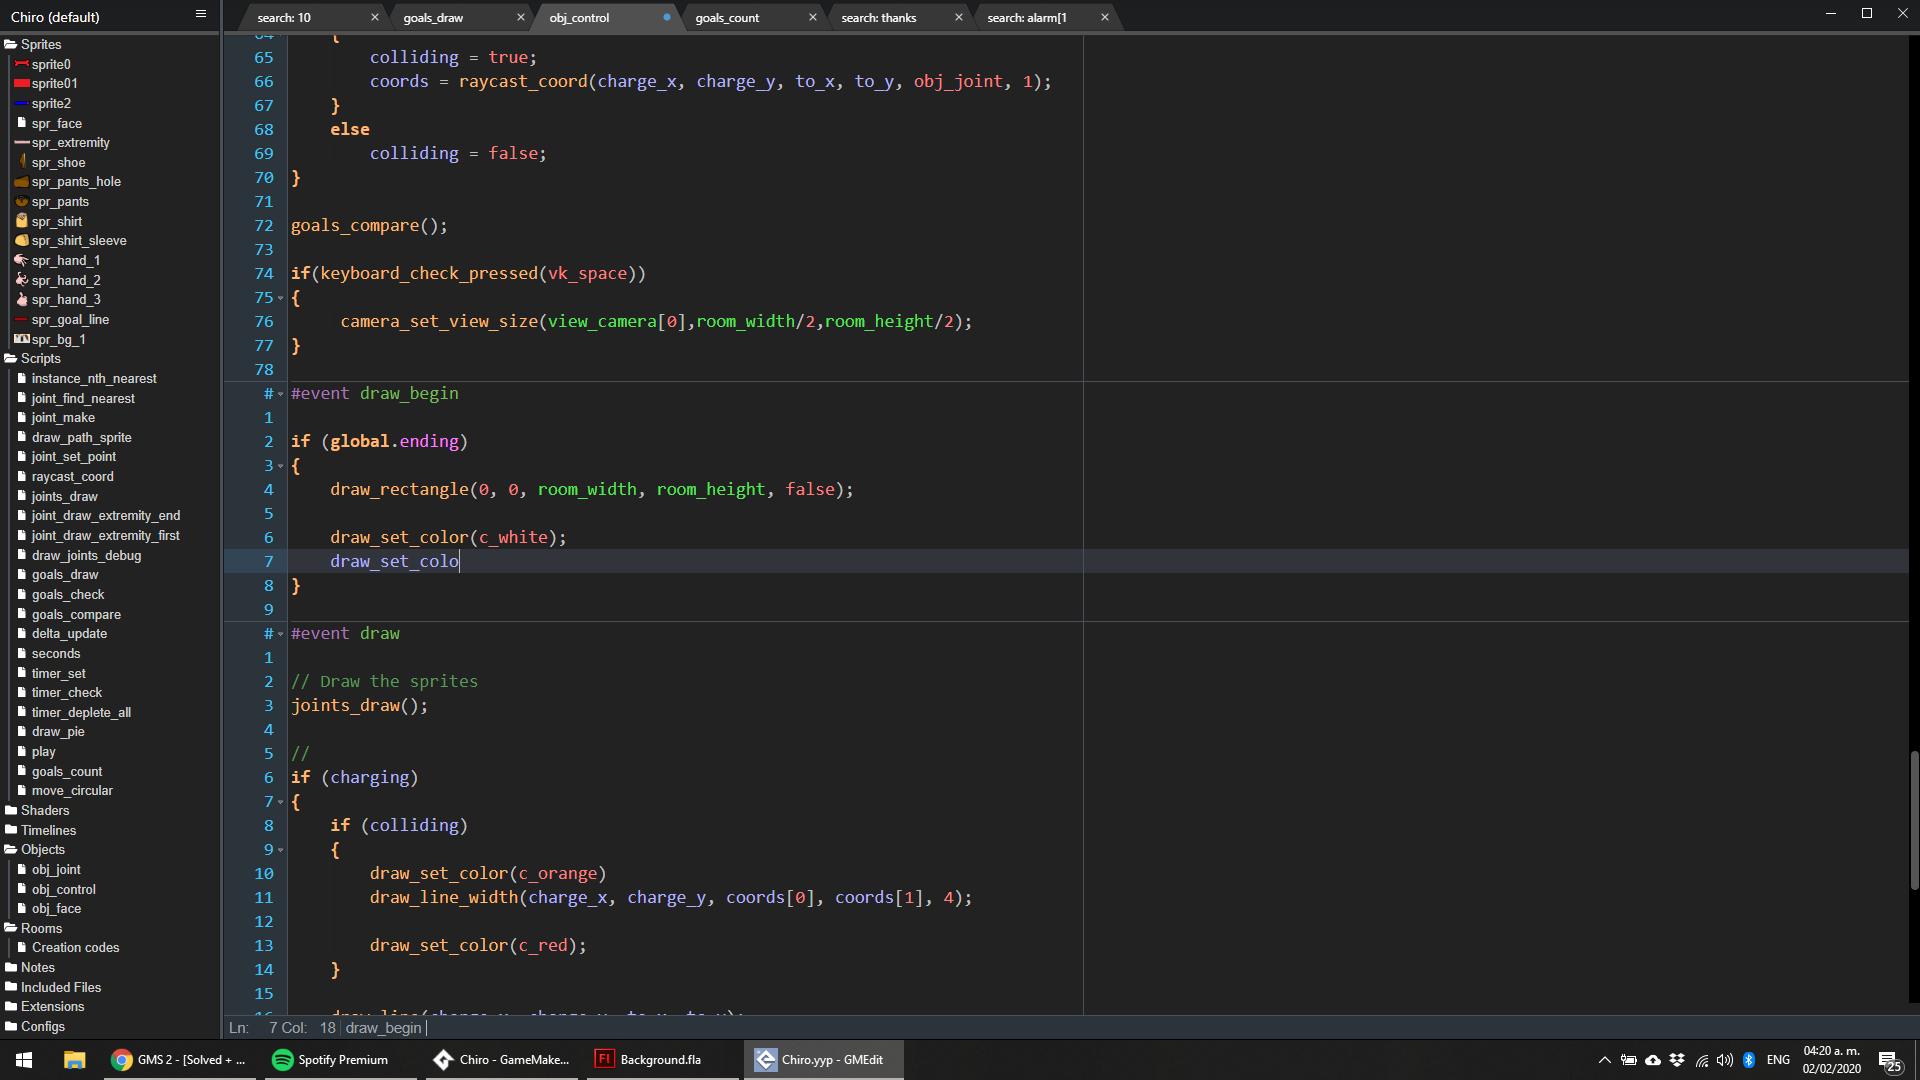 Chiro (default)
search: 10
goals_draw
obj_control
goals_count
search: thanks
search: alarm[1
Sprites
sprite0
sprite01
sprite2
spr_face
spr_extremity
spr_shoe
spr_pants_hole
spr_pants
spr_shirt
spr_shirt_sleeve
spr_hand_1
spr_hand_2
spr_hand_3
spr_goal_line
spr_bg_1
Scripts
instance_nth_nearest
joint_find_nearest
joint_make
draw_path_sprite
joint_set_point
raycast_coord
joints_draw
joint_draw_extremity_end
joint_draw_extremity_first
draw_joints_debug
goals_draw
goals_check
goals_compare
delta_update
seconds
timer_set
timer_check
timer_deplete_all
draw_pie
play
goals_count
move_circular
Shaders
Timelines
Objects
obj_joint
obj_control
obj_face
Rooms
Creation codes
Notes
Included Files
Extensions
Configs
64 {
65 colliding = true;
66 coords = raycast_coord(charge_x, charge_y, to_x, to_y, obj_joint, 1);
67 }
68 else
69 colliding = false;
70 }
71
72 goals_compare();
73
74 if(keyboard_check_pressed(vk_space))
75 {
76 camera_set_view_size(view_camera[0],room_width/2,room_height/2);
77 }
78
# #event draw_begin
1
2 if (global.ending)
3 {
4 draw_rectangle(0, 0, room_width, room_height, false);
5
6 draw_set_color(c_white);
7 draw_set_colo
8 }
9
# #event draw
1
2 // Draw the sprites
3 joints_draw();
4
5 //
6 if (charging)
7 {
8 if (colliding)
9 {
10 draw_set_color(c_orange)
11 draw_line_width(charge_x, charge_y, coords[0], coords[1], 4);
12
13 draw_set_color(c_red);
14 }
15
16 draw_line(charge_x, charge_y, to_x, to_y);
Ln: 7 Col: 18 draw_begin
GMS 2 - [Solved + ...
Spotify Premium
Chiro - GameMake...
Fl Background.fla
Chiro.yyp - GMEdit
ENG
04:20 a. m.
02/02/2020
25